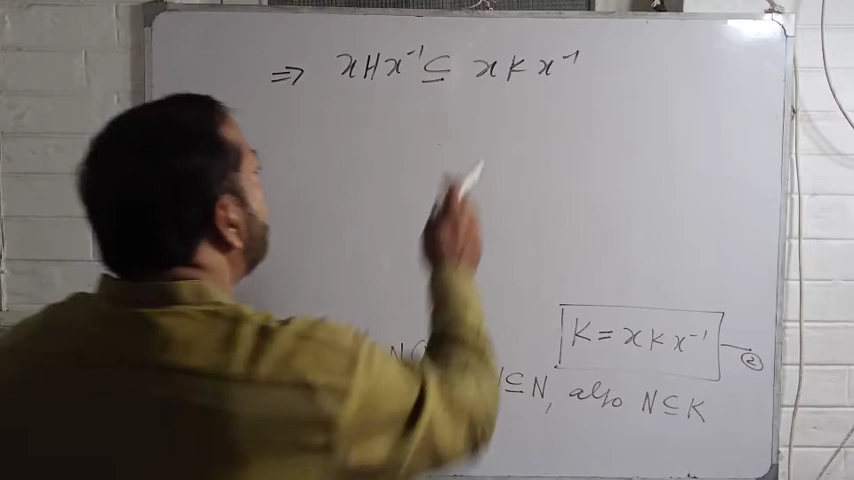 ⇒ xHx⁻¹ ⊆ xKx⁻¹
K = xKx⁻¹ —②
⊆ N, also N ⊆ K